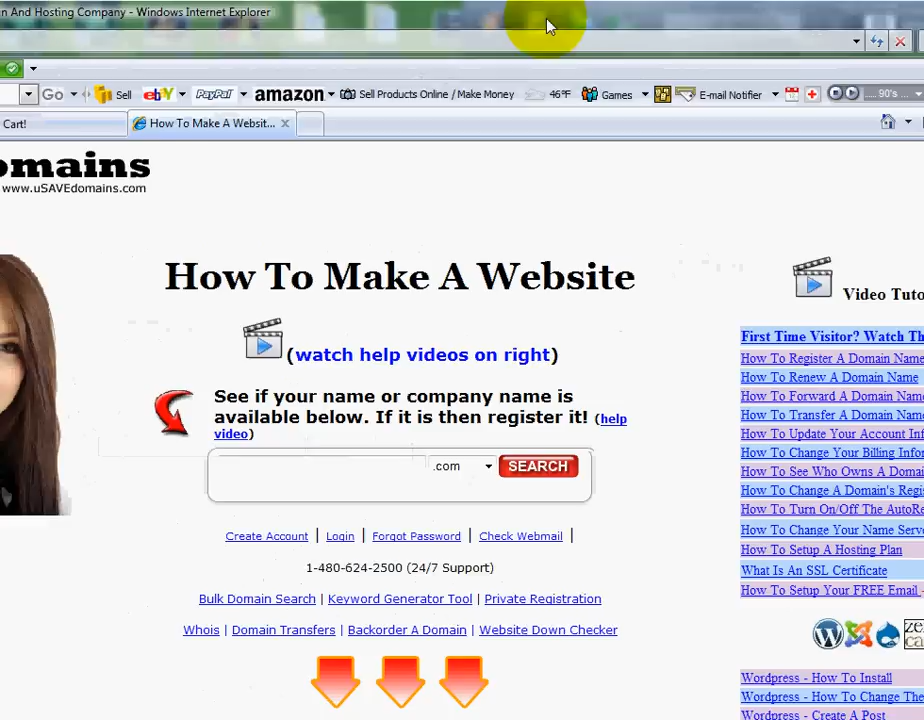 n And Hosting Company - Windows Internet Explorer
Go Sell ebY PayPal amazon Sell Products Online / Make Money 46°F Games E-mail Notifier ..... 90's ...
Cart! How To Make A Websit...
omains
www.uSAVEdomains.com
How To Make A Website
(watch help videos on right)
See if your name or company name is
available below. If it is then register it! (help
video)
.com SEARCH
Create Account | Login | Forgot Password | Check Webmail |
1-480-624-2500 (24/7 Support)
Bulk Domain Search | Keyword Generator Tool | Private Registration
Whois | Domain Transfers | Backorder A Domain | Website Down Checker
Video Tuto
First Time Visitor? Watch Th
How To Register A Domain Name
How To Renew A Domain Name
How To Forward A Domain Nam
How To Transfer A Domain Name
How To Update Your Account Inf
How To Change Your Billing Infor
How To See Who Owns A Domai
How To Change A Domain's Regi
How To Turn On/Off The AutoRe
How To Change Your Name Serve
How To Setup A Hosting Plan
What Is An SSL Certificate
How To Setup Your FREE Email -
zen
ca
Wordpress - How To Install
Wordpress - How To Change The
Wordpress - Create A Post